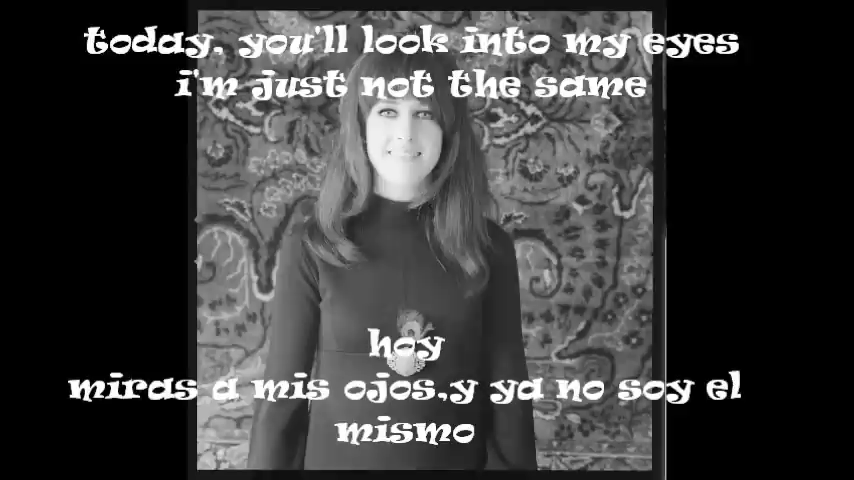 today, you'll look into my eyes
i'm just not the same
hoy
miras a mis ojos,y ya no soy el
mismo